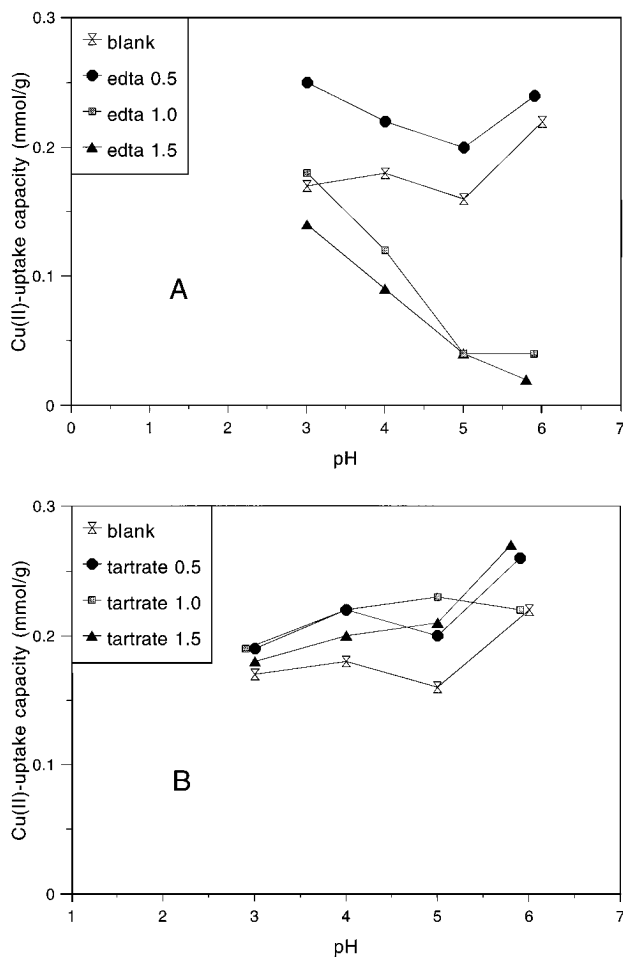 0.3
blank
edta 0.5
edta 1.0
edta 1.5
0.2
0.1
0
Cu(II)-uptake capacity (mmol/g)
A
0 1 2 3 4 5 6 7
pH
0.3
blank
tartrate 0.5
tartrate 1.0
tartrate 1.5
0.2
0.1
0
Cu(II)-uptake capacity (mmol/g)
B
1 2 3 4 5 6 7
pH